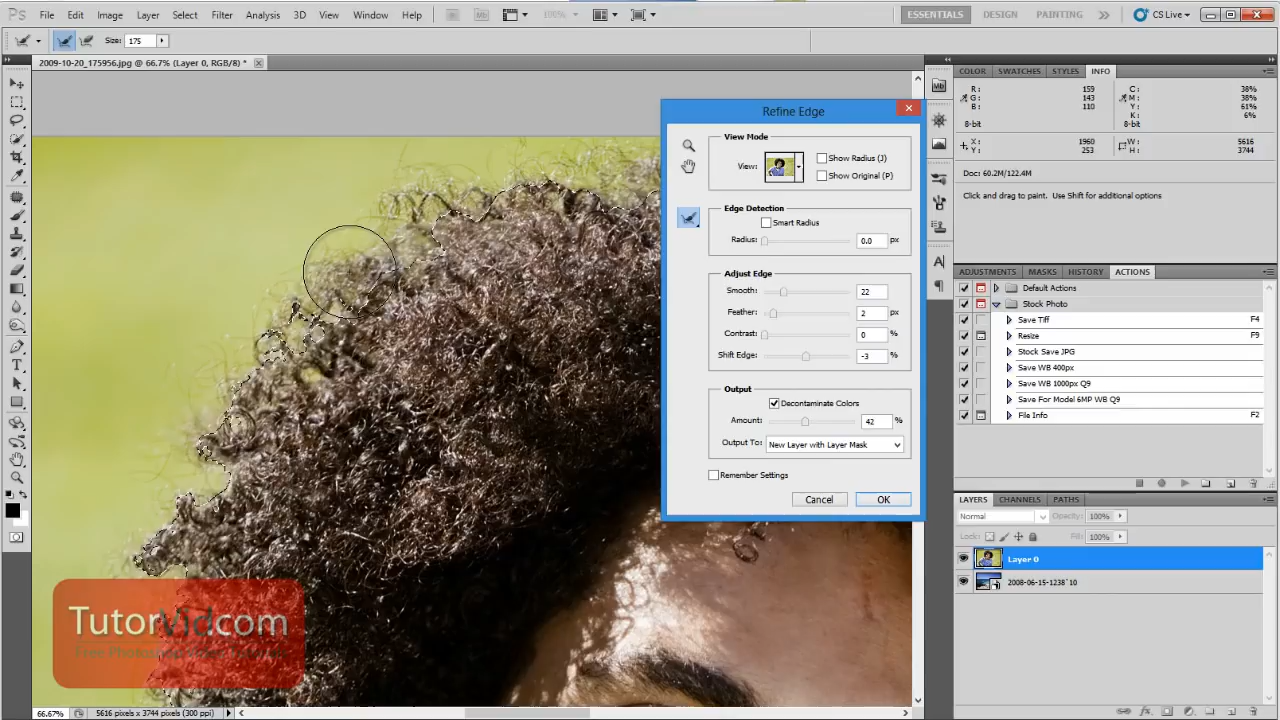 Ps File Edit Image Layer Select Filter Analysis 3D View Window Help 100% ESSENTIALS DESIGN PAINTING CS Live
Size: 175
2009-10-20_175956.jpg @ 66.7% (Layer 0, RGB/8) *
Refine Edge
View Mode
View:
Show Radius (J)
Show Original (P)
Edge Detection
Smart Radius
Radius: 0.0 px
Adjust Edge
Smooth: 22
Feather: 2 px
Contrast: 0 %
Shift Edge: -3 %
Output
Decontaminate Colors
Amount: 42 %
Output To: New Layer with Layer Mask
Remember Settings
Cancel OK
COLOR SWATCHES STYLES INFO
R: 159 C: 38%
G: 143 M: 38%
B: 110 Y: 61%
K: 6%
8-bit 8-bit
X: 1960 W: 5616
Y: 253 H: 3744
Doc: 60.2M/122.4M
Click and drag to paint. Use Shift for additional options.
ADJUSTMENTS MASKS HISTORY ACTIONS
Default Actions
Stock Photo
Save Tiff F4
Resize F9
Stock Save JPG
Save WB 400px
Save WB 1000px Q9
Save For Model 6MP WB Q9
File Info F2
LAYERS CHANNELS PATHS
Normal Opacity: 100%
Lock: Fill: 100%
Layer 0
2008-06-15-1238'10
TutorVid.com
Free Photoshop Video Tutorials
66.67% 5616 pixels x 3744 pixels (300 ppi)